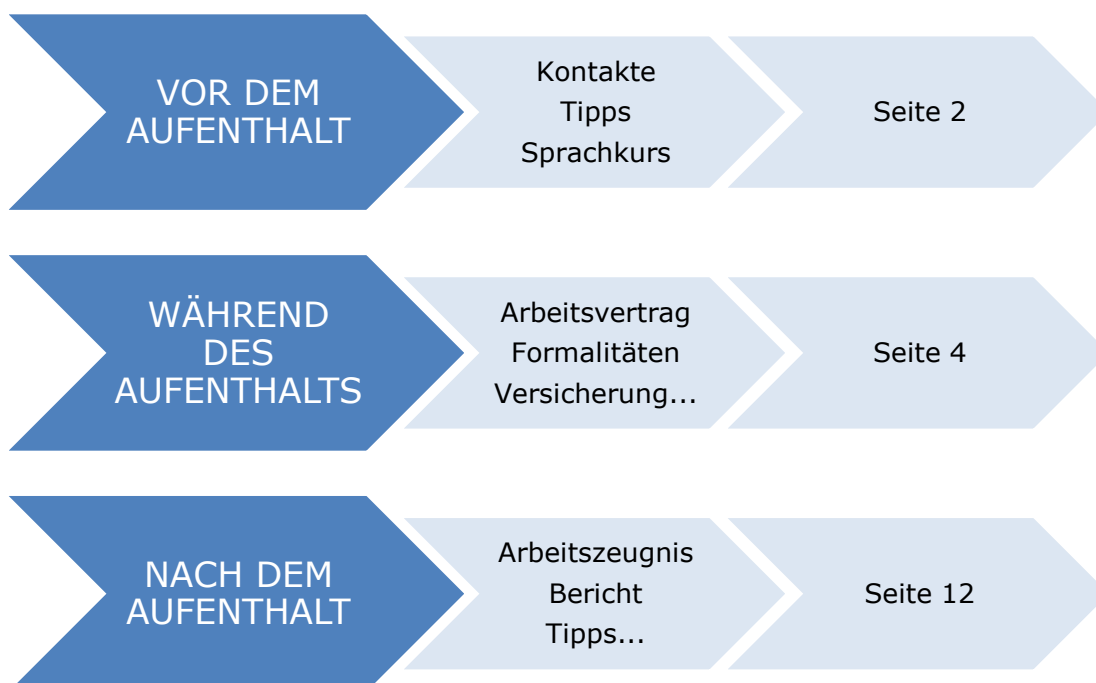 VOR DEM
AUFENTHALT
Kontakte
Tipps
Sprachkurs
Seite 2
WÄHREND
DES
AUFENTHALTS
Arbeitsvertrag
Formalitäten
Versicherung...
Seite 4
NACH DEM
AUFENTHALT
Arbeitszeugnis
Bericht
Tipps...
Seite 12